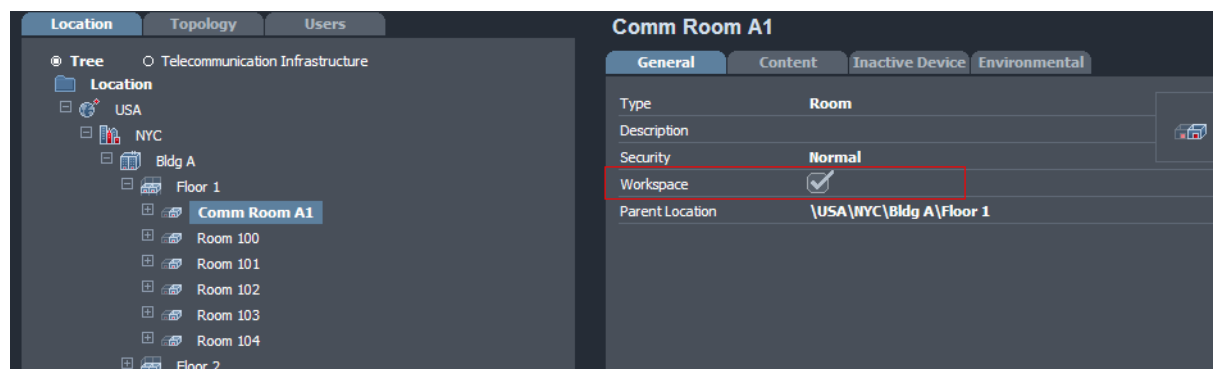 Location Topology Users
Tree Telecommunication Infrastructure
Location
USA
NYC
Bldg A
Floor 1
Comm Room A1
Room 100
Room 101
Room 102
Room 103
Room 104
Floor 2
Comm Room A1
General Content Inactive Device Environmental
Type Room
Description
Security Normal
Workspace
Parent Location \USA\NYC\Bldg A\Floor 1